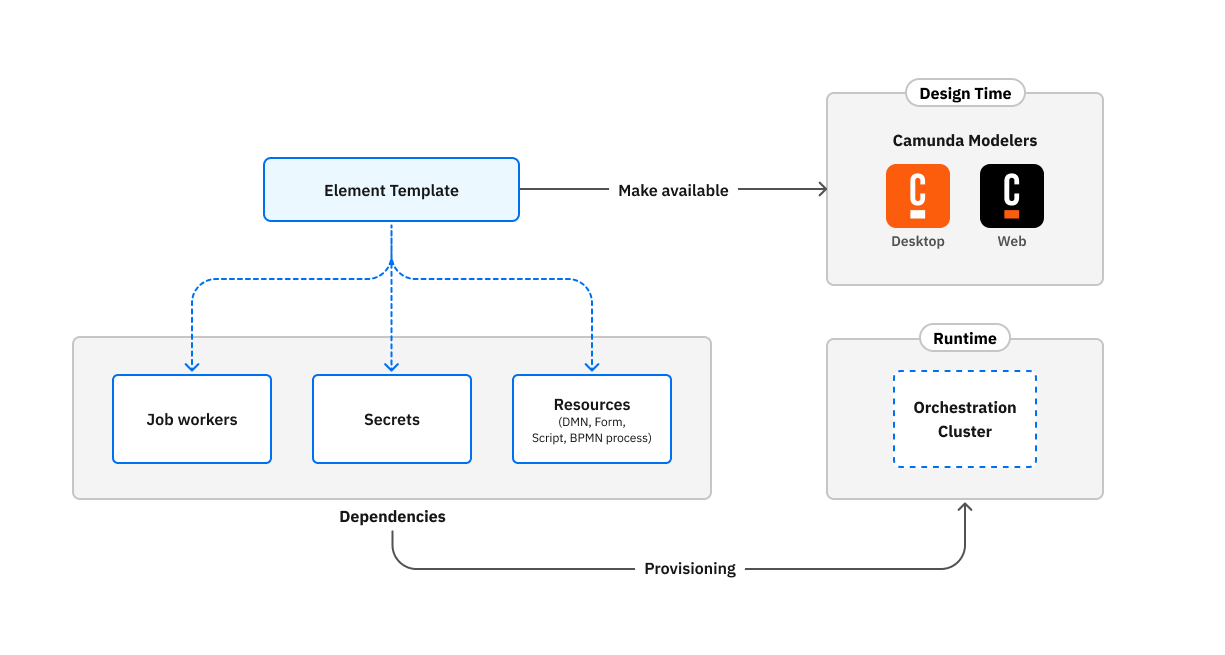 Design Time
Camunda Modelers
Desktop
Web
Element Template
Make available
Runtime
Orchestration
Cluster
Job workers
Secrets
Resources
(DMN, Form,
Script, BPMN process)
Dependencies
Provisioning